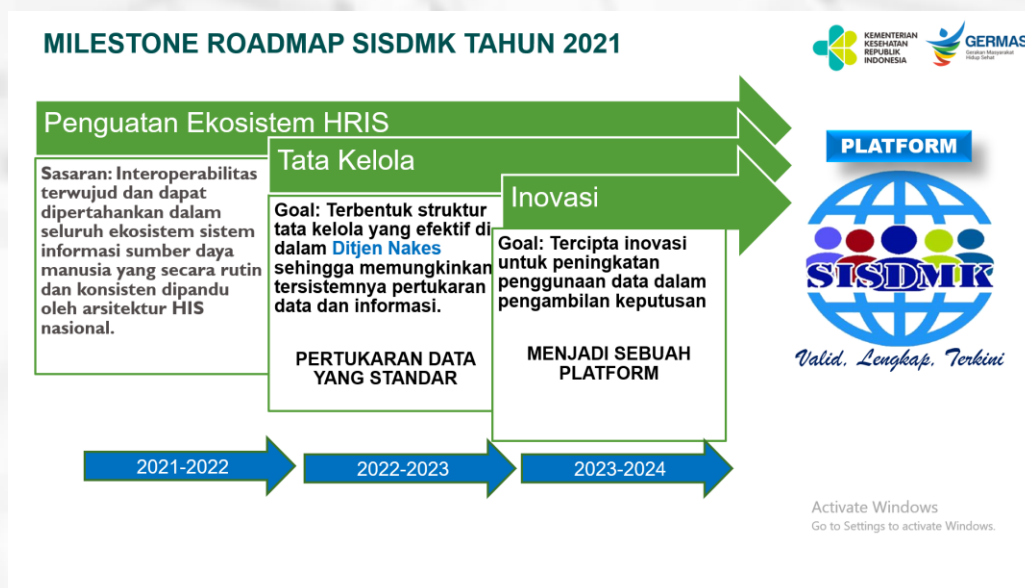 MILESTONE ROADMAP SISDMK TAHUN 2021
KEMENTERIAN
KESEHATAN
REPUBLIK
INDONESIA
GERMAS
Gerakan Masyarakat
Hidup Sehat
Penguatan Ekosistem HRIS
Sasaran: Interoperabilitas
terwujud dan dapat
dipertahankan dalam
seluruh ekosistem sistem
informasi sumber daya
manusia yang secara rutin
dan konsisten dipandu
oleh arsitektur HIS
nasional.
Tata Kelola
Goal: Terbentuk struktur
tata kelola yang efektif di
dalam Ditjen Nakes
sehingga memungkinkan
tersistemnya pertukaran
data dan informasi.
PERTUKARAN DATA
YANG STANDAR
Inovasi
Goal: Tercipta inovasi
untuk peningkatan
penggunaan data dalam
pengambilan keputusan
MENJADI SEBUAH
PLATFORM
PLATFORM
SISDMK
Valid, Lengkap, Terkini
2021-2022
2022-2023
2023-2024
Activate Windows
Go to Settings to activate Windows.